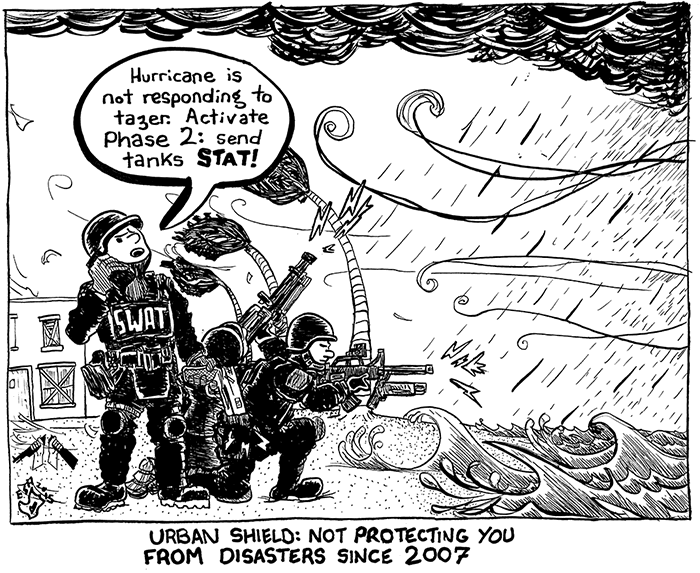 Hurricane is
not responding to
tazer. Activate
Phase 2: send
tanks STAT!
SWAT
URBAN SHIELD: NOT PROTECTING YOU
FROM DISASTERS SINCE 2007